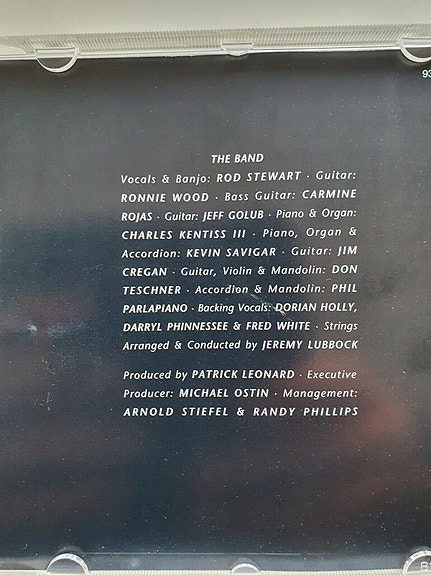 93
THE BAND
Vocals & Banjo: ROD STEWART · Guitar:
RONNIE WOOD · Bass Guitar: CARMINE
ROJAS · Guitar: JEFF GOLUB · Piano & Organ:
CHARLES KENTISS III · Piano, Organ &
Accordion: KEVIN SAVIGAR · Guitar: JIM
CREGAN · Guitar, Violin & Mandolin: DON
TESCHNER · Accordion & Mandolin: PHIL
PARLAPIANO · Backing Vocals: DORIAN HOLLY,
DARRYL PHINNESSEE & FRED WHITE · Strings
Arranged & Conducted by JEREMY LUBBOCK
Produced by PATRICK LEONARD · Executive
Producer: MICHAEL OSTIN · Management:
ARNOLD STIEFEL & RANDY PHILLIPS